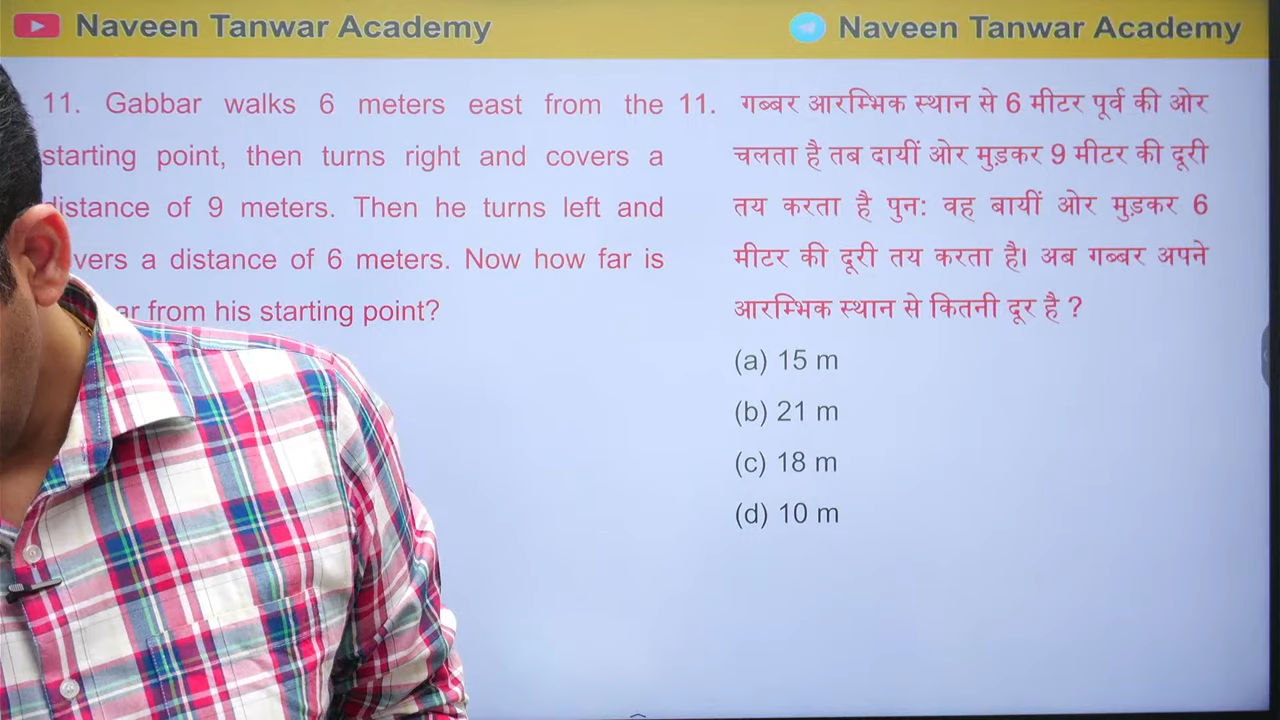 Naveen Tanwar Academy
Naveen Tanwar Academy
11. Gabbar walks 6 meters east from the
starting point, then turns right and covers a
distance of 9 meters. Then he turns left and
covers a distance of 6 meters. Now how far is
from his starting point?
11. गब्बर आरम्भिक स्थान से 6 मीटर पूर्व की ओर
चलता है तब दायीं ओर मुड़कर 9 मीटर की दूरी
तय करता है पुन: वह बायीं ओर मुड़कर 6
मीटर की दूरी तय करता है। अब गब्बर अपने
आरम्भिक स्थान से कितनी दूर है ?
(a) 15 m
(b) 21 m
(c) 18 m
(d) 10 m